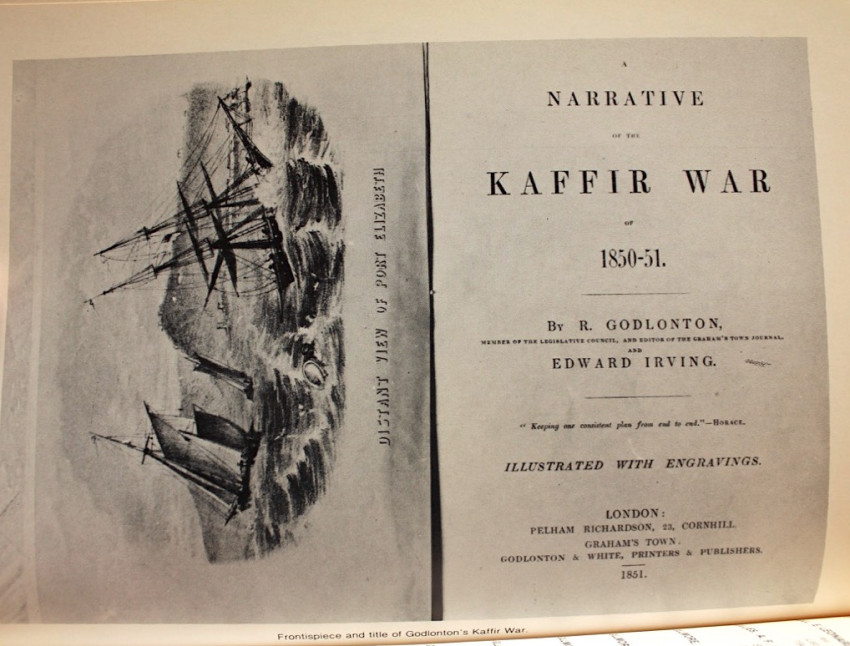 DISTANT VIEW OF PORT ELIZABETH
A
NARRATIVE
OF THE
KAFFIR WAR
OF
1850-51.
BY R. GODLONTON,
MEMBER OF THE LEGISLATIVE COUNCIL, AND EDITOR OF THE GRAHAM'S TOWN JOURNAL,
AND
EDWARD IRVING.
"Keeping one consistent plan from end to end."—HORACE.
ILLUSTRATED WITH ENGRAVINGS.
LONDON:
PELHAM RICHARDSON, 23, CORNHILL.
GRAHAM'S TOWN.
GODLONTON & WHITE, PRINTERS & PUBLISHERS.
1851.
Frontispiece and title of Godlonton's Kaffir War.